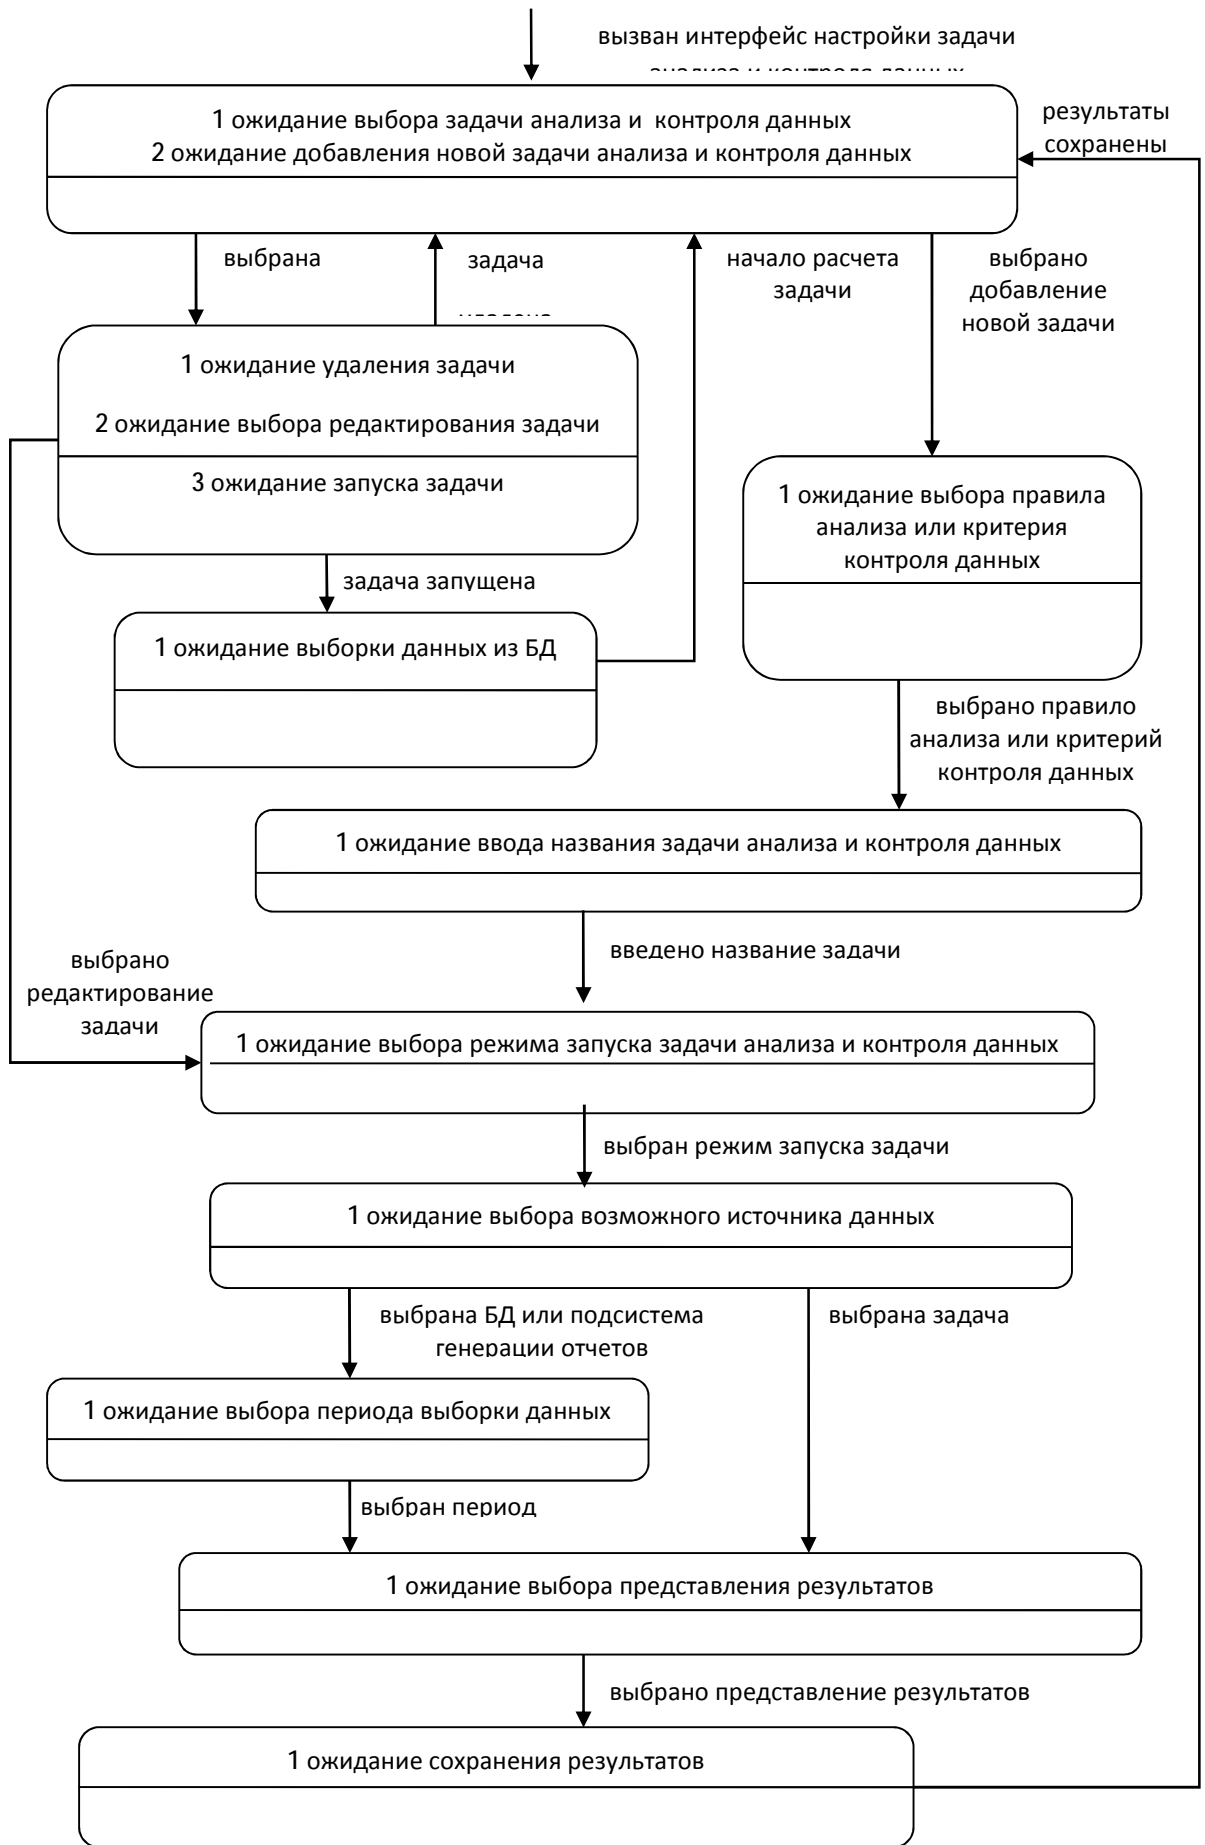 вызван интерфейс настройки задачи
анализа и контроля данных
1 ожидание выбора задачи анализа и контроля данных
2 ожидание добавления новой задачи анализа и контроля данных
результаты
сохранены
выбрана
задача
начало расчета
задачи
выбрано
добавление
новой задачи
1 ожидание удаления задачи
2 ожидание выбора редактирования задачи
3 ожидание запуска задачи
1 ожидание выбора правила
анализа или критерия
контроля данных
задача запущена
1 ожидание выборки данных из БД
выбрано правило
анализа или критерий
контроля данных
1 ожидание ввода названия задачи анализа и контроля данных
введено название задачи
выбрано
редактирование
задачи
1 ожидание выбора режима запуска задачи анализа и контроля данных
выбран режим запуска задачи
1 ожидание выбора возможного источника данных
выбрана БД или подсистема
генерации отчетов
выбрана задача
1 ожидание выбора периода выборки данных
выбран период
1 ожидание выбора представления результатов
выбрано представление результатов
1 ожидание сохранения результатов